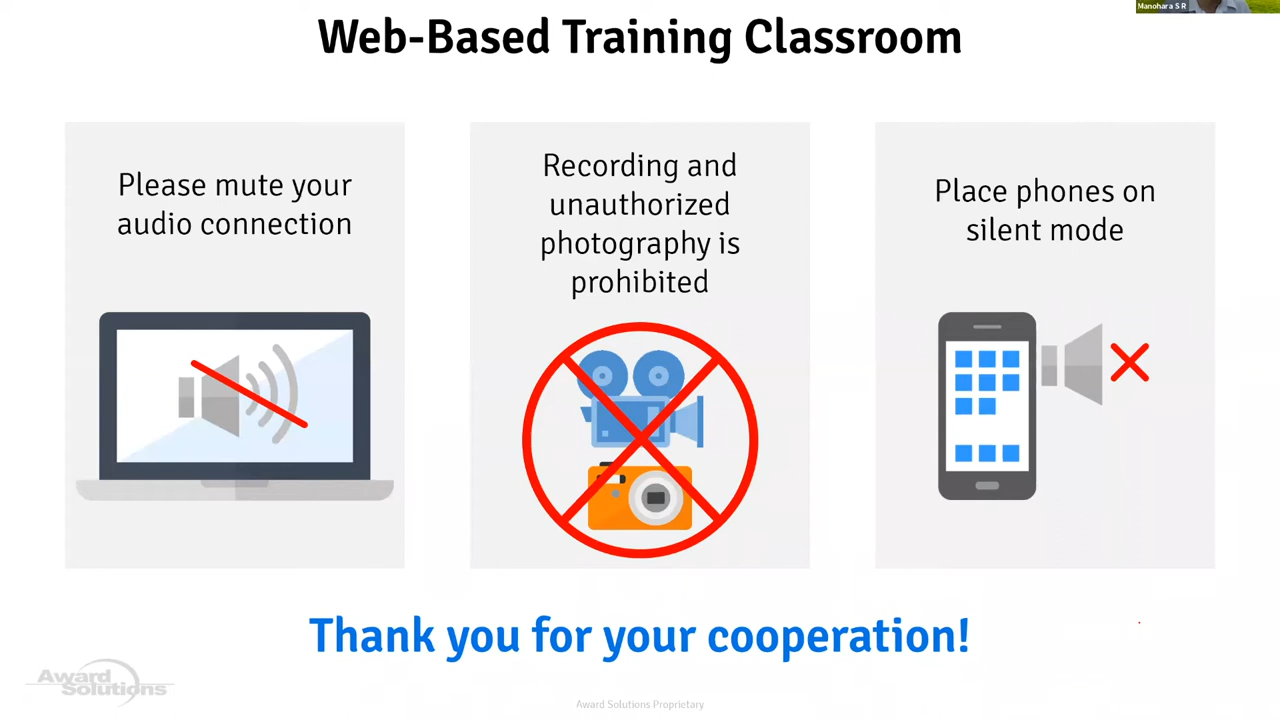 Manohara S R
Web-Based Training Classroom
Please mute your
audio connection
Recording and
unauthorized
photography is
prohibited
Place phones on
silent mode
Thank you for your cooperation!
Award
Solutions
Award Solutions Proprietary